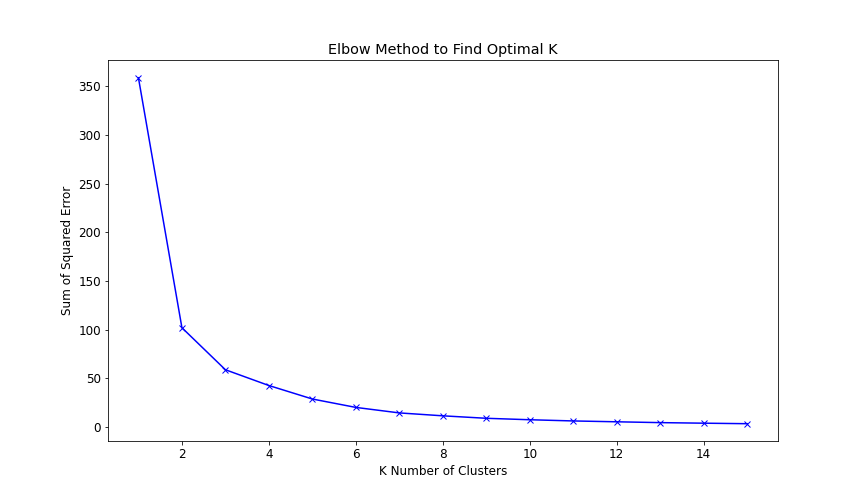 Elbow Method to Find Optimal K
350
300
250
200
150
100
50
0
Sum of Squared Error
2 4 6 8 10 12 14
K Number of Clusters